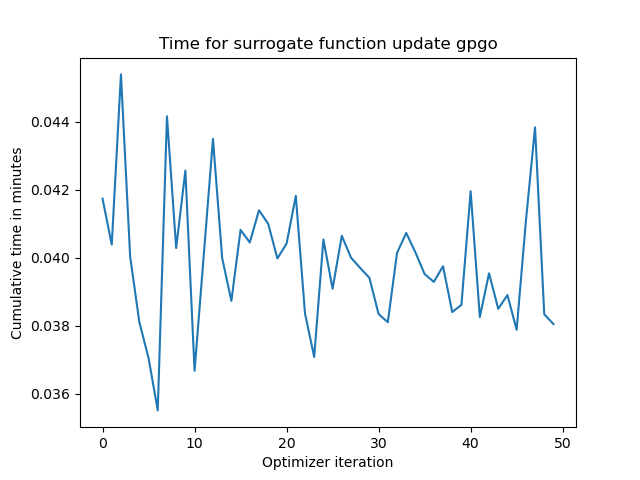 Time for surrogate function update gpgo
Cumulative time in minutes
0.044
0.042
0.040
0.038
0.036
0 10 20 30 40 50
Optimizer iteration